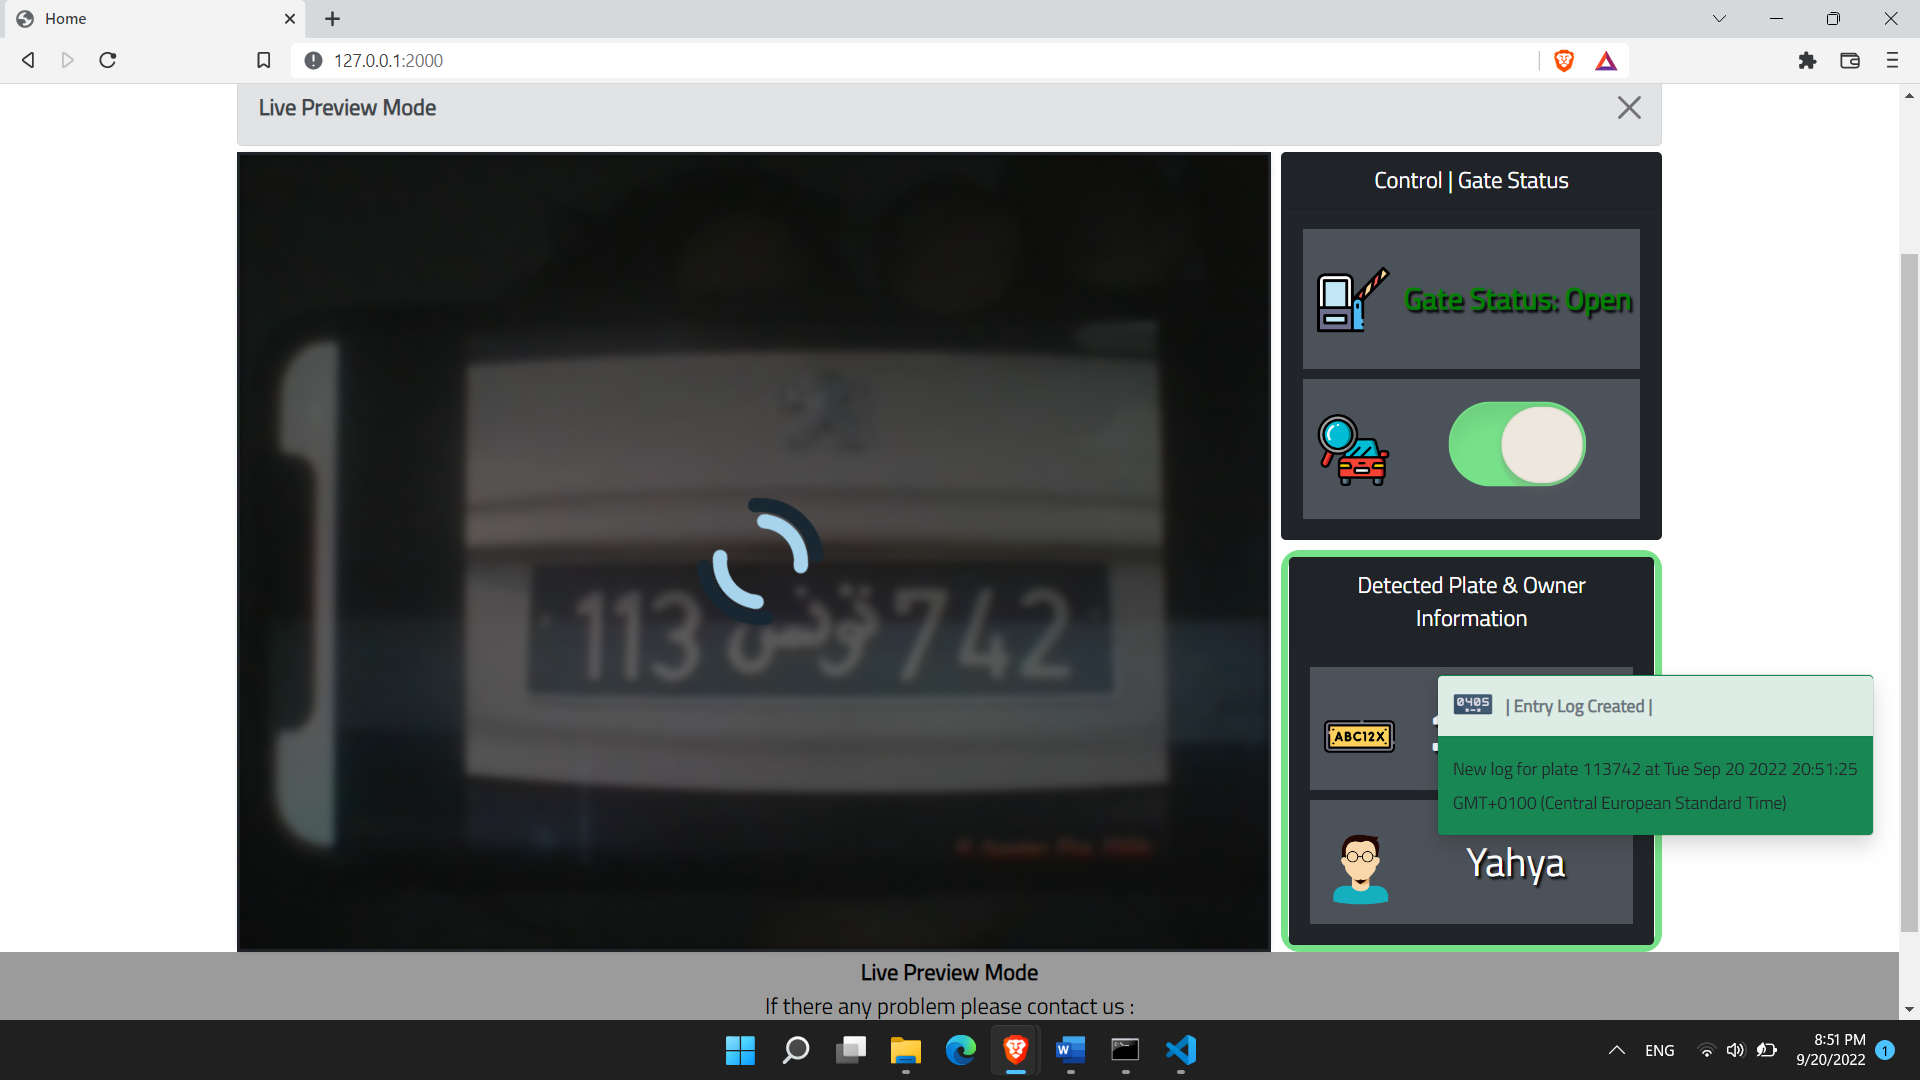 Home
127.0.0.1:2000
Live Preview Mode
Control | Gate Status
Gate Status: Open
113 تونس 742
Detected Plate & Owner
Information
ABC12X
0405
| Entry Log Created |
New log for plate 113742 at Tue Sep 20 2022 20:51:25
GMT+0100 (Central European Standard Time)
Yahya
Live Preview Mode
If there any problem please contact us :
W
ENG
8:51 PM
9/20/2022
1